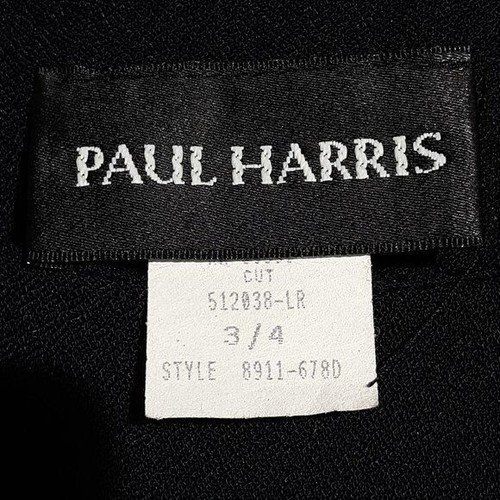 PAUL HARRIS
CUT
512038-LR
3/4
STYLE 8911-678D